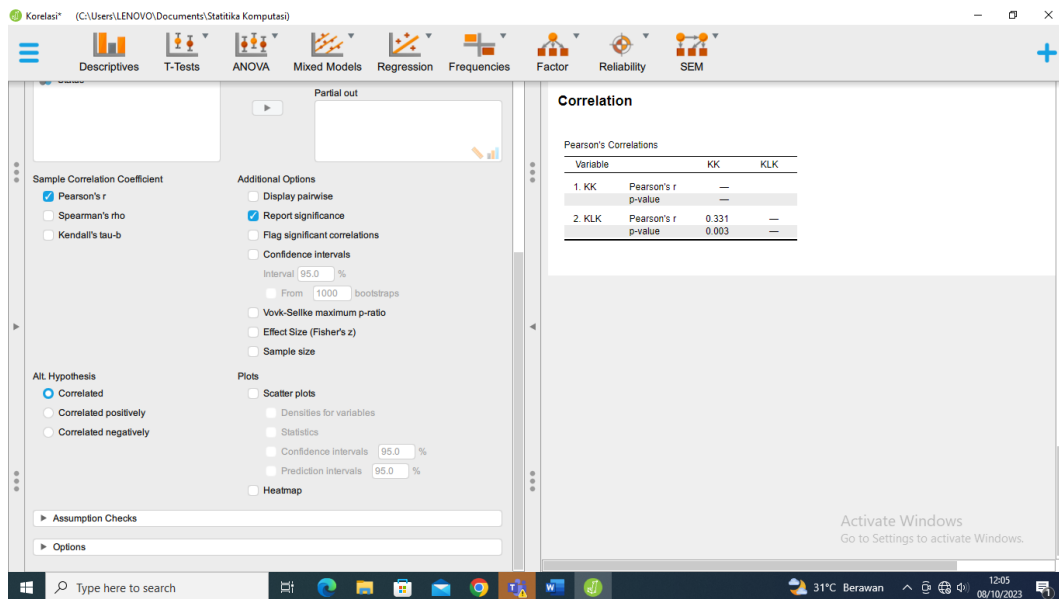 Korelasi* (C:\Users\LENOVO\Documents\Statitika Komputasi)
Descriptives T-Tests ANOVA Mixed Models Regression Frequencies Factor Reliability SEM
Partial out
Sample Correlation Coefficient
Pearson's r
Spearman's rho
Kendall's tau-b
Additional Options
Display pairwise
Report significance
Flag significant correlations
Confidence intervals
Interval 95.0 %
From 1000 bootstraps
Vovk-Sellke maximum p-ratio
Effect Size (Fisher's z)
Sample size
Alt. Hypothesis
Correlated
Correlated positively
Correlated negatively
Plots
Scatter plots
Densities for variables
Statistics
Confidence intervals 95.0 %
Prediction intervals 95.0 %
Heatmap
Assumption Checks
Options
Correlation
Pearson's Correlations
Variable KK KLK
1. KK Pearson's r —
p-value —
2. KLK Pearson's r 0.331 —
p-value 0.003 —
Activate Windows
Go to Settings to activate Windows.
Type here to search
31°C Berawan
12:05
08/10/2023